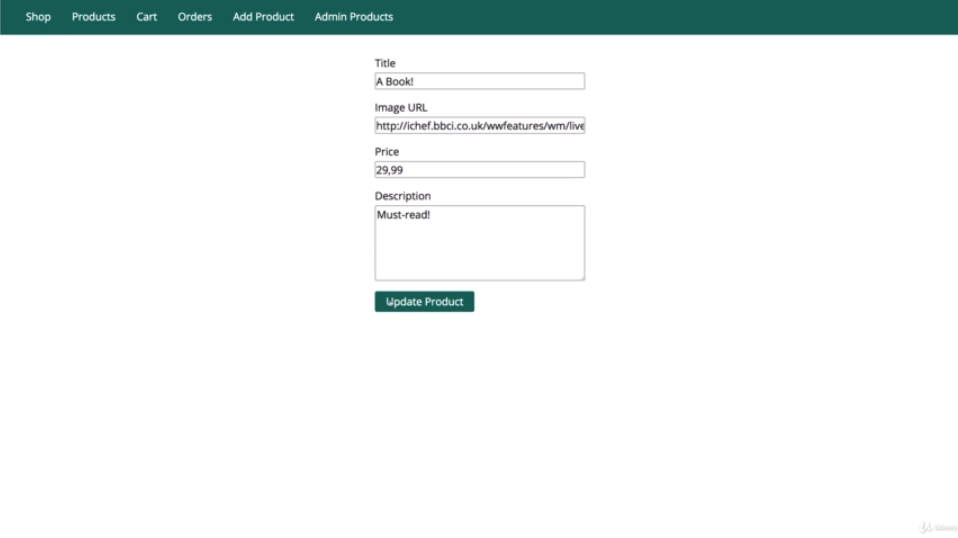 Shop Products Cart Orders Add Product Admin Products
Title
A Book!
Image URL
http://ichef.bbci.co.uk/wwfeatures/wm/live
Price
29,99
Description
Must-read!
Update Product
Udemy